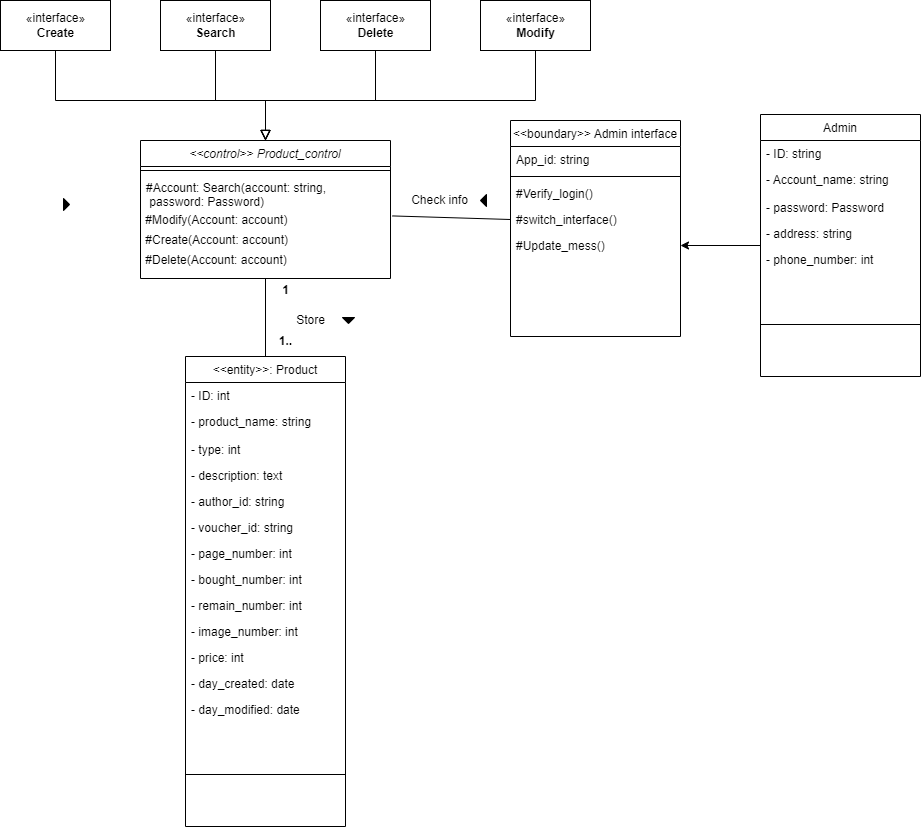 «interface»
Create
«interface»
Search
«interface»
Delete
«interface»
Modify
<<control>> Product_control
#Account: Search(account: string,
password: Password)
#Modify(Account: account)
#Create(Account: account)
#Delete(Account: account)
Check info
<<boundary>> Admin interface
App_id: string
#Verify_login()
#switch_interface()
#Update_mess()
Admin
- ID: string
- Account_name: string
- password: Password
- address: string
- phone_number: int
1
Store
1..
<<entity>>: Product
- ID: int
- product_name: string
- type: int
- description: text
- author_id: string
- voucher_id: string
- page_number: int
- bought_number: int
- remain_number: int
- image_number: int
- price: int
- day_created: date
- day_modified: date